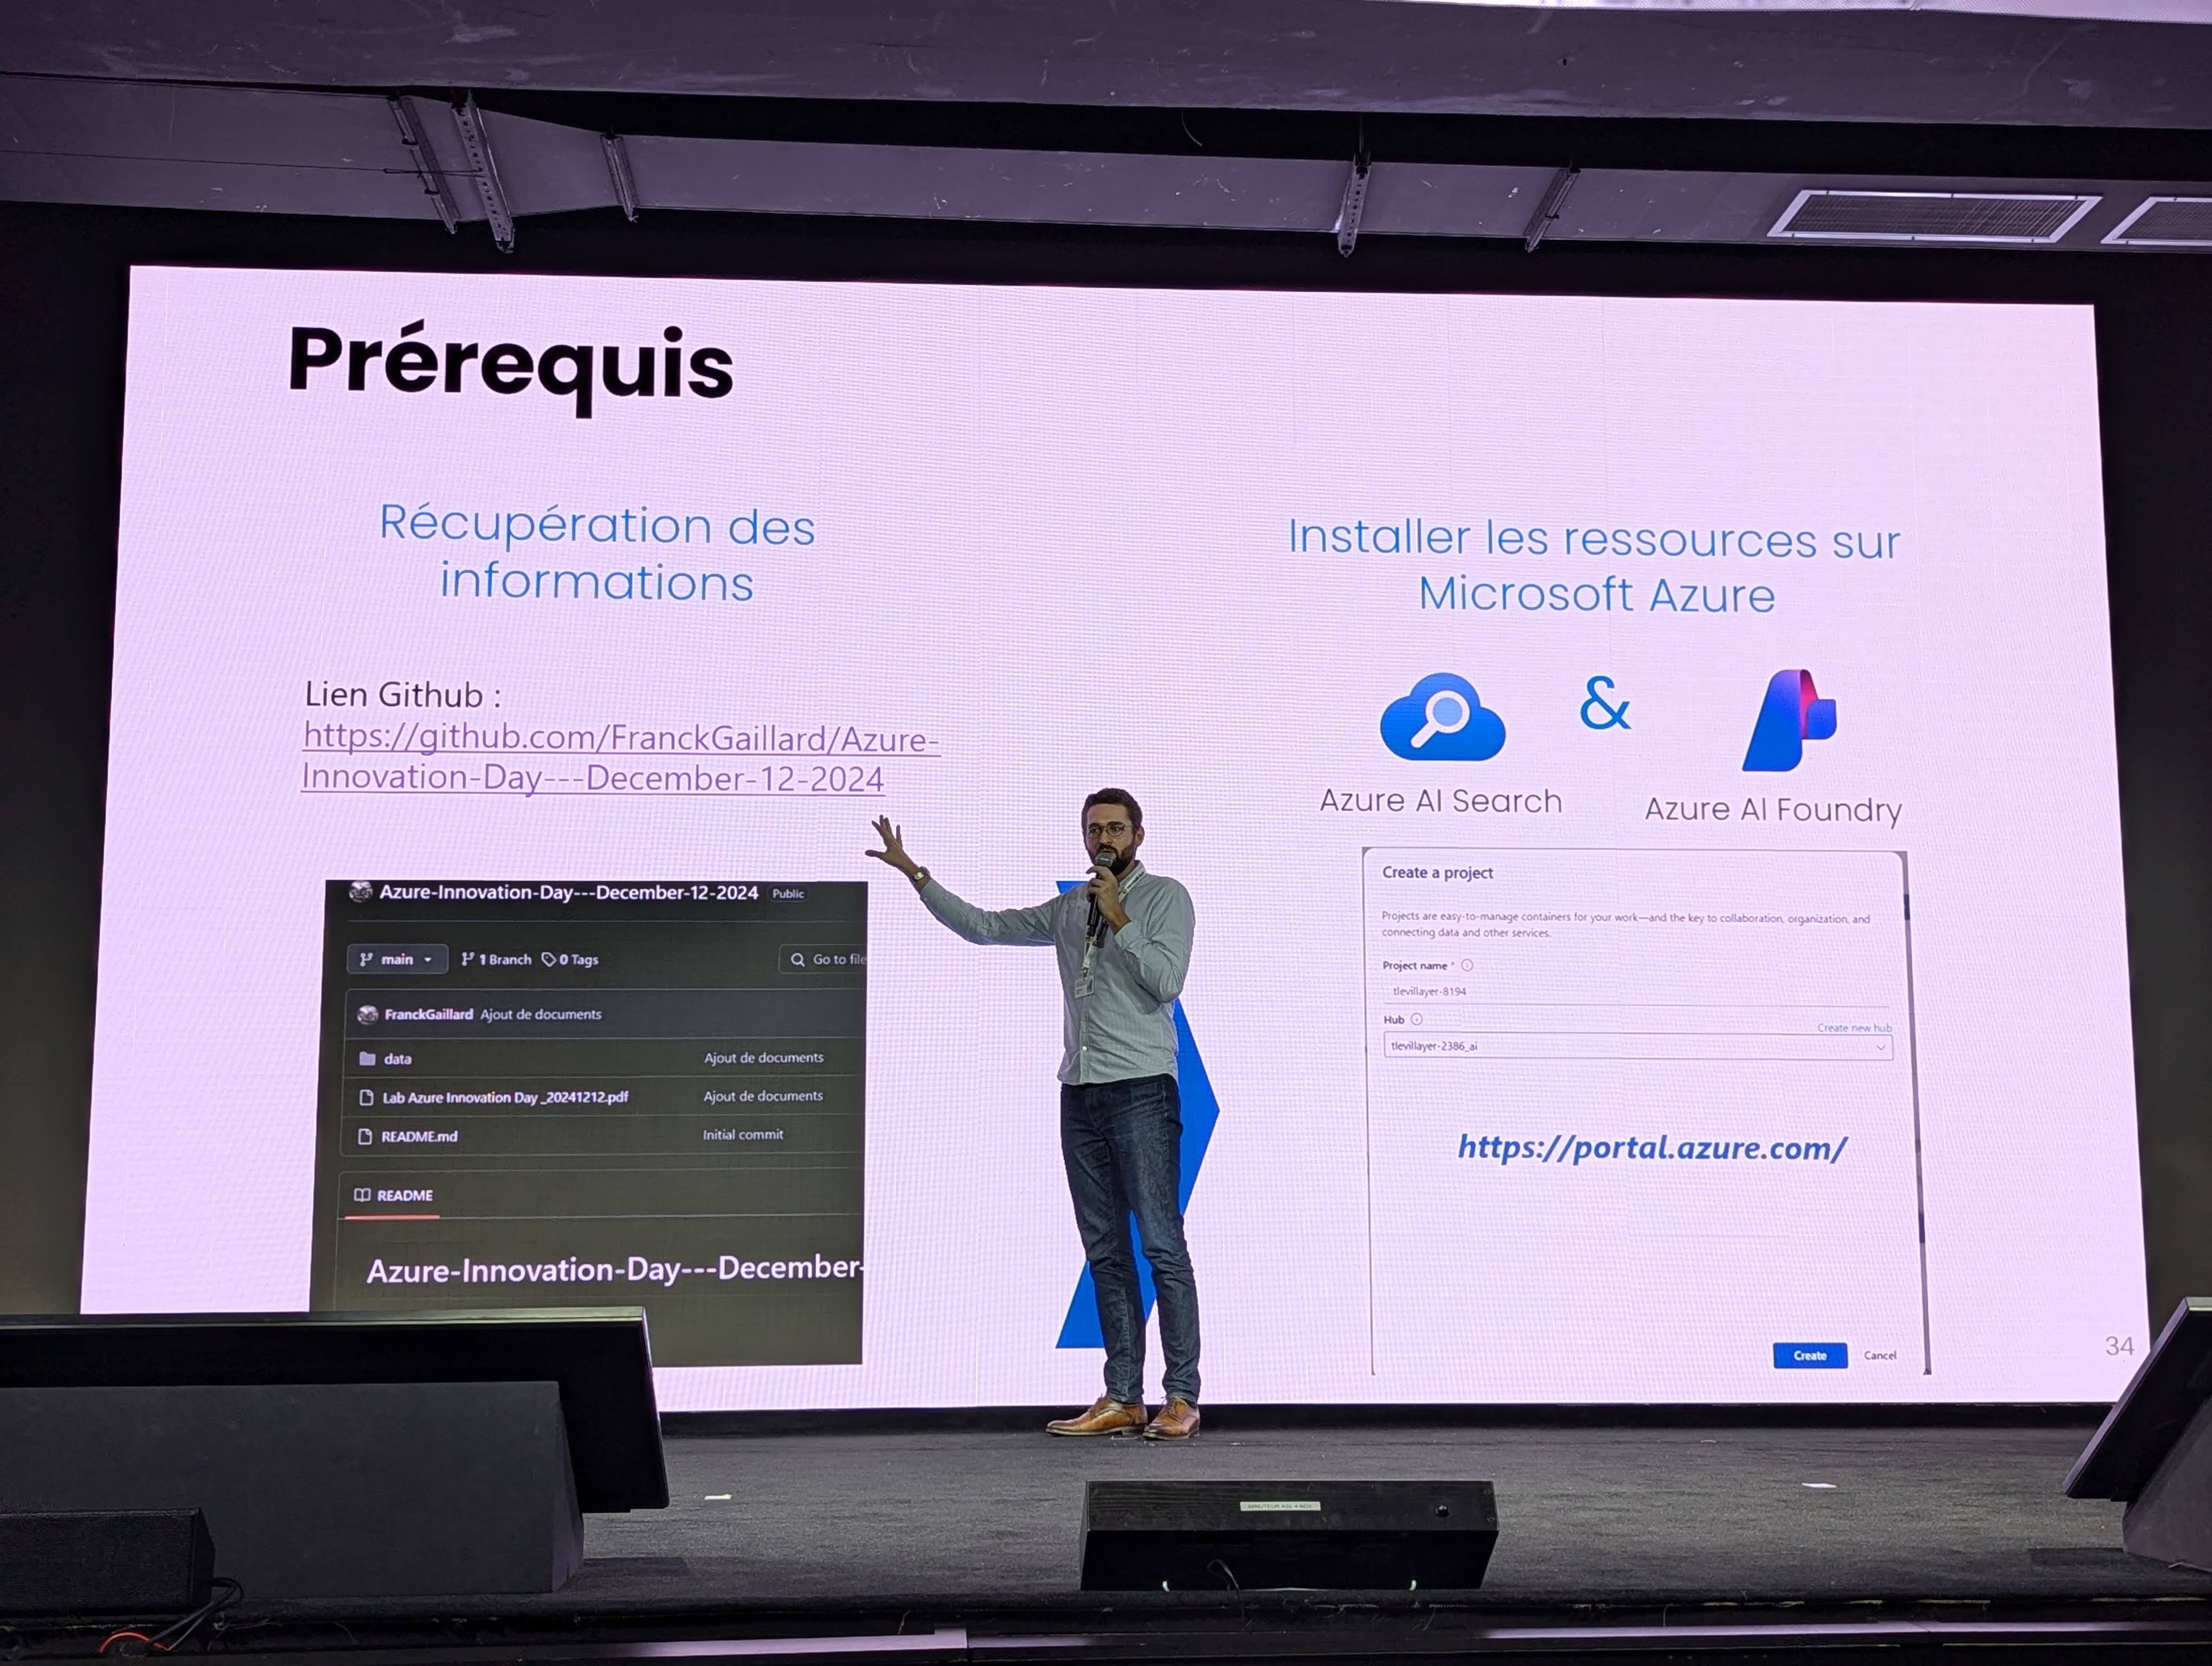 Prérequis
Récupération des
informations
Lien Github :
https://github.com/FranckGaillard/Azure-
Innovation-Day---December-12-2024
Azure-Innovation-Day---December-12-2024 Public
main 1 Branch 0 Tags Go to file
FranckGaillard Ajout de documents
data Ajout de documents
Lab Azure Innovation Day _20241212.pdf Ajout de documents
README.md Initial commit
README
Azure-Innovation-Day---December-
Installer les ressources sur
Microsoft Azure
&
Azure AI Search Azure AI Foundry
Create a project
Projects are easy-to-manage containers for your work—and the key to collaboration, organization, and
connecting data and other services.
Project name *
tlevillayer-8194
Hub
Create new hub
tlevillayer-2386_ai
https://portal.azure.com/
Create Cancel
34